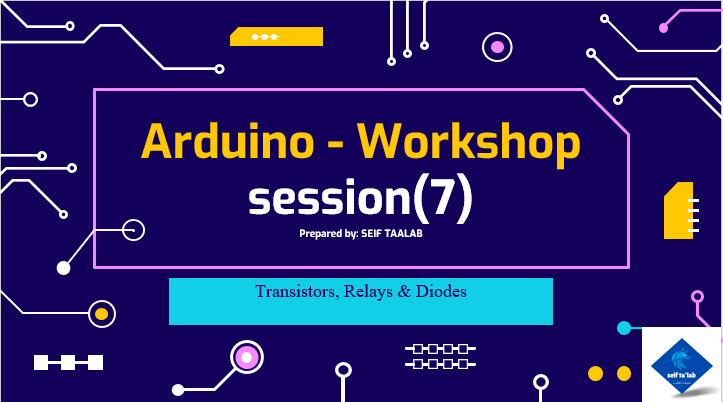 Arduino - Workshop
session(7)
Prepared by: SEIF TAALAB
Transistors, Relays & Diodes
seif ta'lab